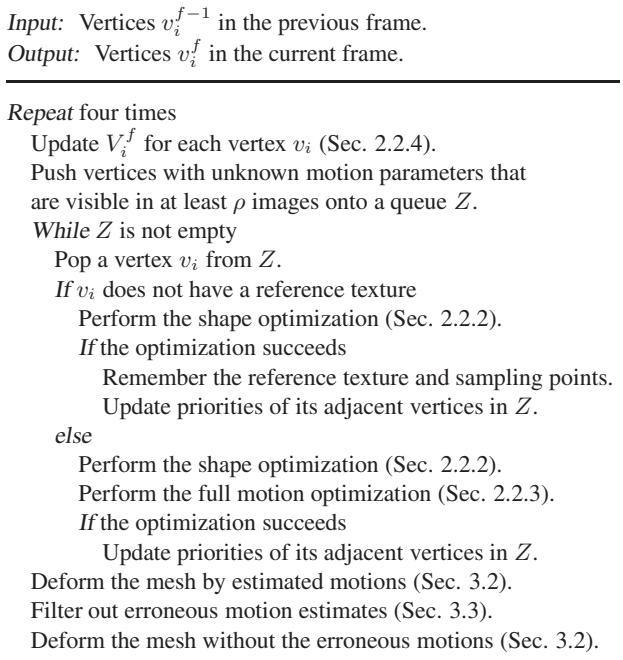 Input: Vertices $v_i^{f-1}$ in the previous frame.
Output: Vertices $v_i^f$ in the current frame.
Repeat four times
Update $V_i^f$ for each vertex $v_i$ (Sec. 2.2.4).
Push vertices with unknown motion parameters that
are visible in at least $\rho$ images onto a queue $Z$.
While $Z$ is not empty
Pop a vertex $v_i$ from $Z$.
If $v_i$ does not have a reference texture
Perform the shape optimization (Sec. 2.2.2).
If the optimization succeeds
Remember the reference texture and sampling points.
Update priorities of its adjacent vertices in $Z$.
else
Perform the shape optimization (Sec. 2.2.2).
Perform the full motion optimization (Sec. 2.2.3).
If the optimization succeeds
Update priorities of its adjacent vertices in $Z$.
Deform the mesh by estimated motions (Sec. 3.2).
Filter out erroneous motion estimates (Sec. 3.3).
Deform the mesh without the erroneous motions (Sec. 3.2).